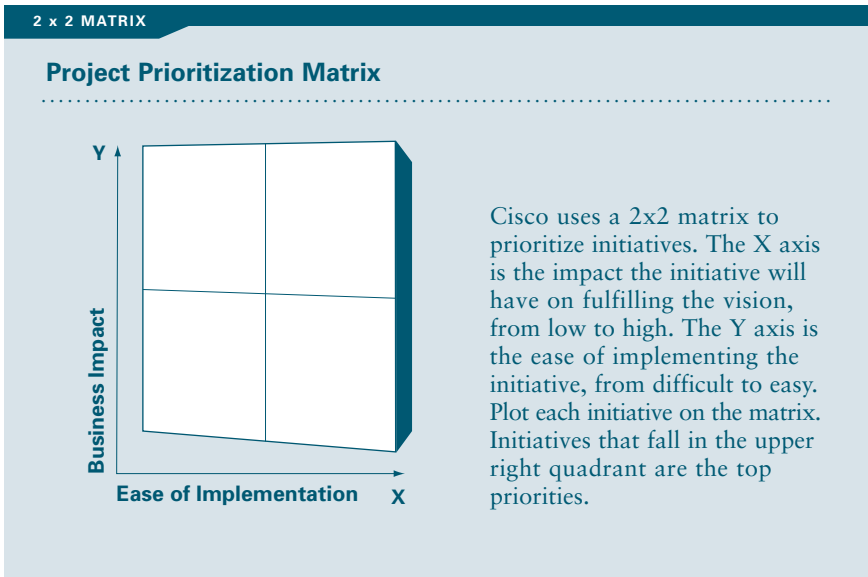 2 x 2 MATRIX
Project Prioritization Matrix
Y
Business Impact
Ease of Implementation
X
Cisco uses a 2x2 matrix to
prioritize initiatives. The X axis
is the impact the initiative will
have on fulfilling the vision,
from low to high. The Y axis is
the ease of implementing the
initiative, from difficult to easy.
Plot each initiative on the matrix.
Initiatives that fall in the upper
right quadrant are the top
priorities.